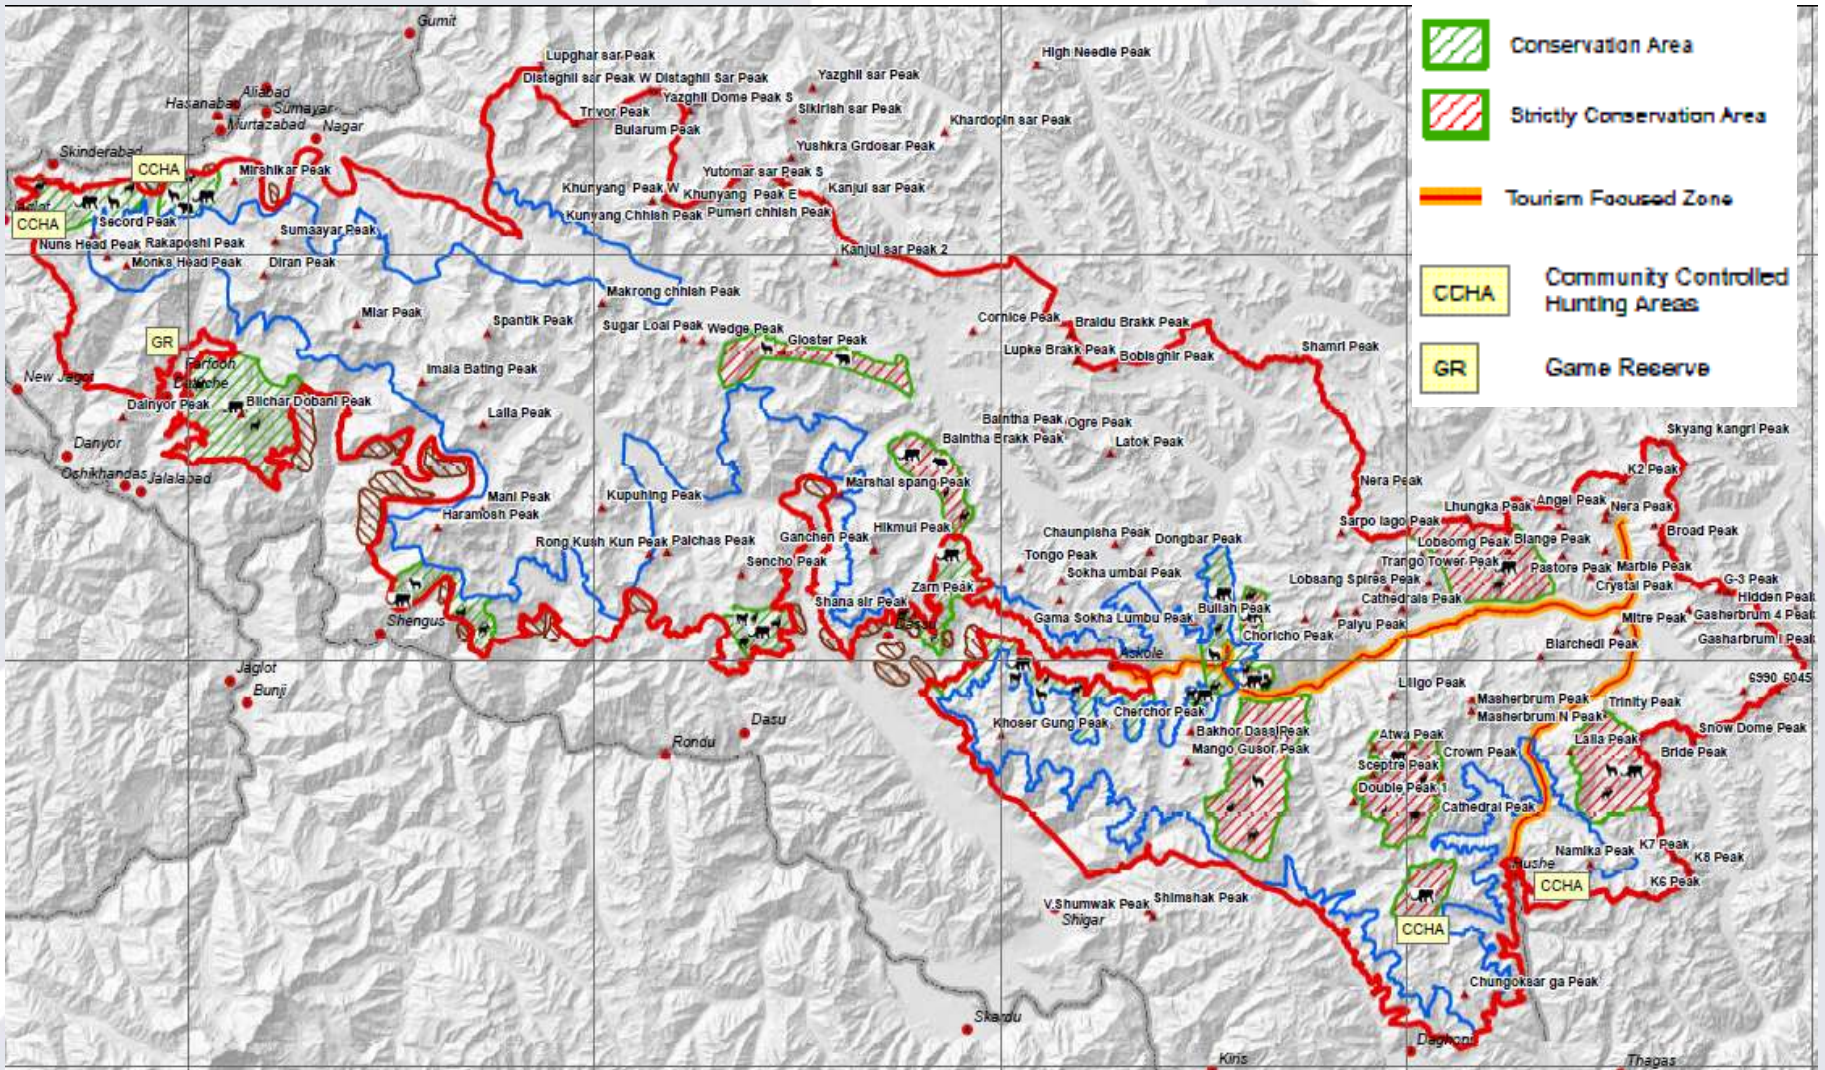 Gumit
Lupghar sar Peak
High Needle Peak
Disteghil sar Peak W
Distaghil Sar Peak
Yazghil sar Peak
Aliabad
Hasanabad
Yazghil Dome Peak S
Sumayar
Trivor Peak
Sikirish sar Peak
Murtazabad
Nagar
Bularum Peak
Khardopin sar Peak
Skinderabad
Yushkra Grdosar Peak
CCHA
Mirshikar Peak
Yutomar sar Peak S
Khunyang Peak W
Khunyang Peak E
Kanjul sar Peak
Jaglot
CCHA
Secord Peak
Kunyang Chhish Peak
Pumeri chhish Peak
Sumaayar Peak
Nuns Head Peak
Rakaposhi Peak
Kanjul sar Peak 2
Monks Head Peak
Diran Peak
Makrong chhish Peak
Miar Peak
Spantik Peak
Sugar Loai Peak
Wedge Peak
Gloster Peak
Cornice Peak
Braldu Brakk Peak
GR
Lupke Brakk Peak
Bobisghir Peak
Shamri Peak
Farfooh
New Jagot
Imala Bating Peak
Dainyor Peak
Bilchar Dobani Peak
Laila Peak
Baintha Peak
Ogre Peak
Skyang kangri Peak
Danyor
Baintha Brakk Peak
Latok Peak
K2 Peak
Oshikhandas
Jalalabad
Marshal spang Peak
Nera Peak
Mani Peak
Kupuhing Peak
Angel Peak
Lhungka Peak
Nera Peak
Haramosh Peak
Hikmul Peak
Sarpo lago Peak
Ganchen Peak
Chaunpisha Peak
Dongbar Peak
Broad Peak
Rong Kush Kun Peak
Palchas Peak
Lobsomg Peak
Blange Peak
Sencho Peak
Tongo Peak
Trango Tower Peak
Pastore Peak
Marble Peak
Sokha umbal Peak
Lobsang Spires Peak
Crystal Peak
G-3 Peak
Zarn Peak
Cathedrals Peak
Hidden Peak
Shana sir Peak
Bullah Peak
Gama Sokha Lumbu Peak
Paiyu Peak
Mitre Peak
Gasherbrum 4 Peak
Shengus
Choricho Peak
Biarchedi Peak
Gasharbrum I Peak
Askole
Jaglot
Liligo Peak
6990 6045
Bunji
Masherbrum Peak
Trinity Peak
Cherchor Peak
Masherbrum N Peak
Dasu
Khoser Gung Peak
Bakhor Dassi Peak
Atwa Peak
Laila Peak
Snow Dome Peak
Rondu
Mango Gusor Peak
Crown Peak
Bride Peak
Sceptre Peak
Double Peak 1
Cathedral Peak
Namika Peak
K7 Peak
Hushe
K8 Peak
CCHA
K6 Peak
V.Shumwak Peak
Shimshak Peak
Shigar
CCHA
Chungoksar ga Peak
Skardu
Daghoni
Kiris
Thagas
Conservation Area
Strictly Conservation Area
Tourism Focused Zone
CCHA
Community Controlled
Hunting Areas
GR
Game Reserve